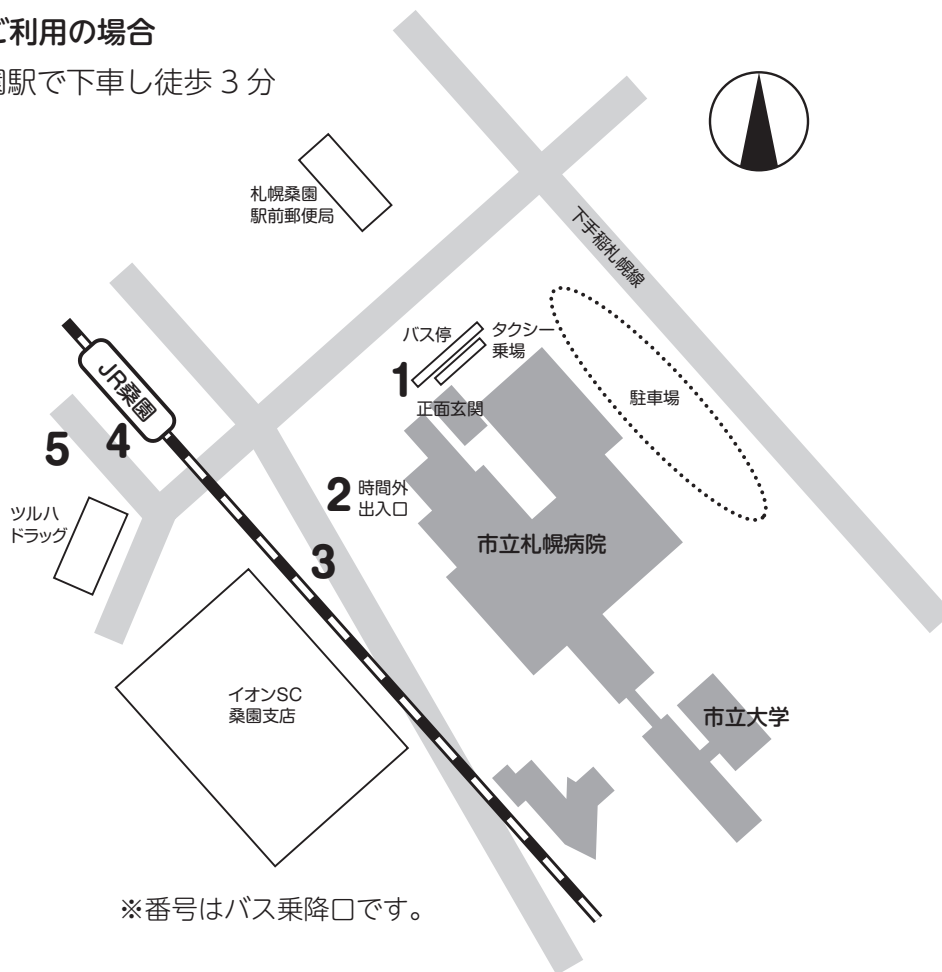 ご利用の場合
園駅で下車し徒歩 3 分
札幌桑園
駅前郵便局
下手稲札幌線
バス停
タクシー
乗場
1
正面玄関
駐車場
JR桑園
5
4
2
時間外
出入口
ツルハ
ドラッグ
市立札幌病院
3
イオンSC
桑園支店
市立大学
※番号はバス乗降口です。